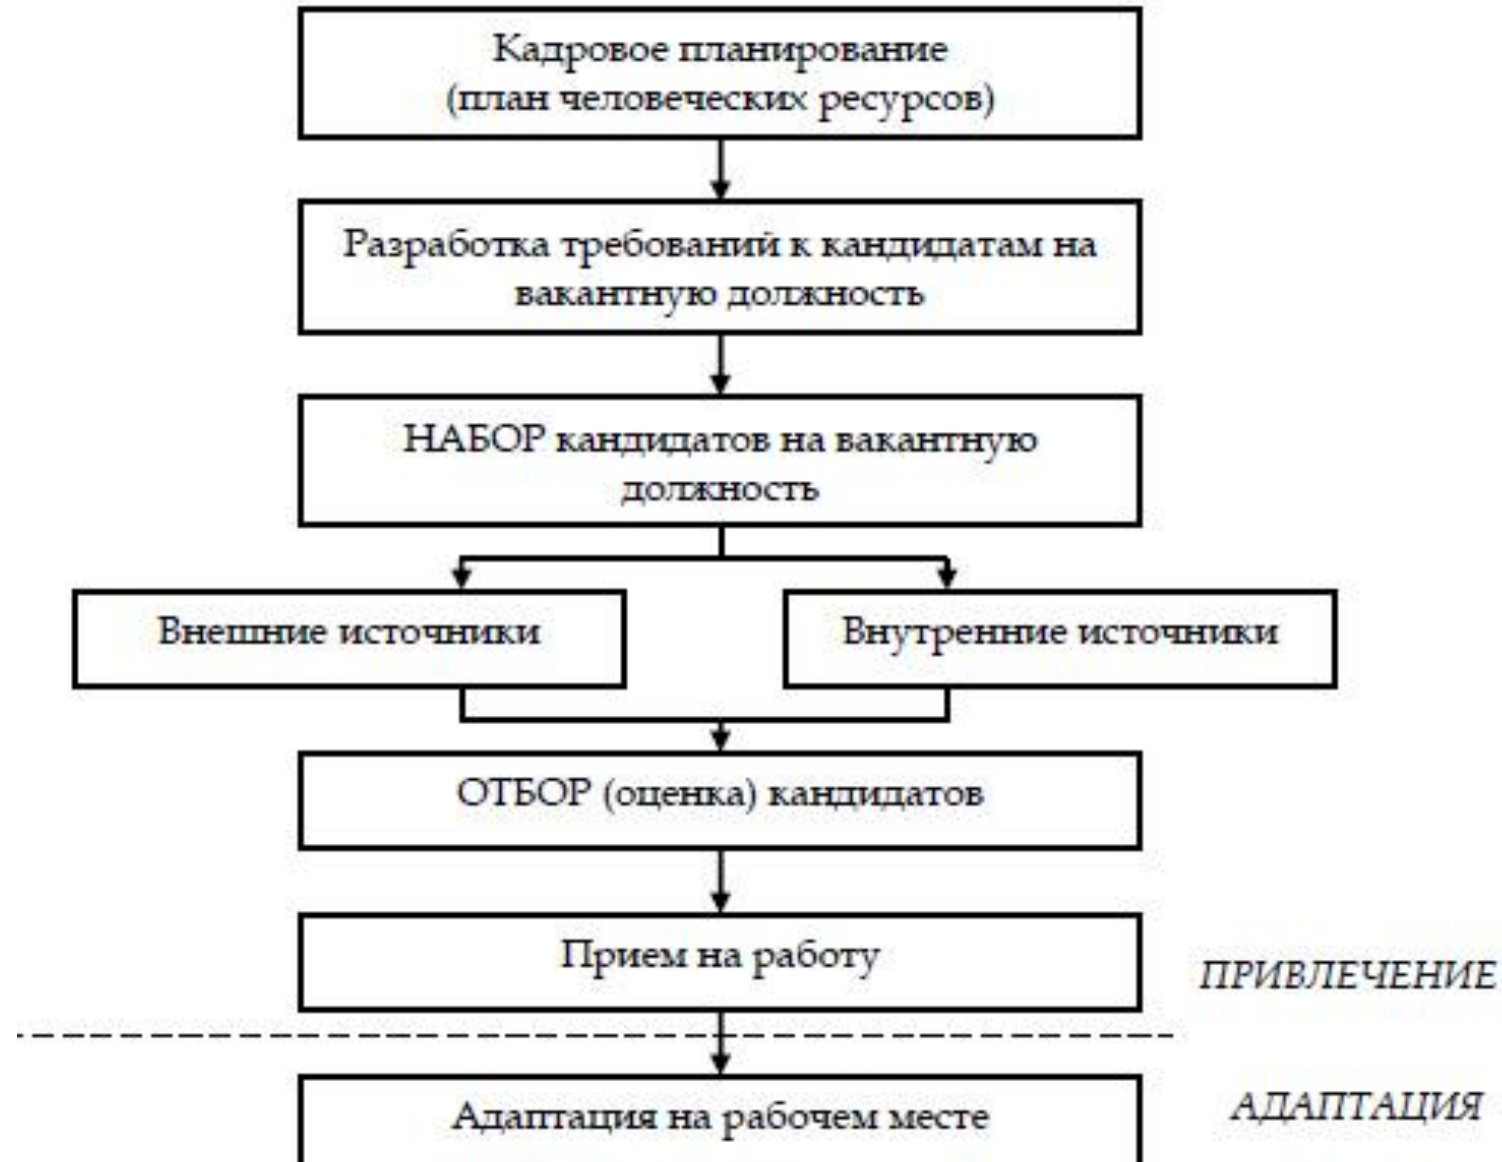 Кадровое планирование
(план человеческих ресурсов)
Разработка требований к кандидатам на
вакантную должность
НАБОР кандидатов на вакантную
должность
Внешние источники
Внутренние источники
ОТБОР (оценка) кандидатов
Прием на работу
ПРИВЛЕЧЕНИЕ
Адаптация на рабочем месте
АДАПТАЦИЯ